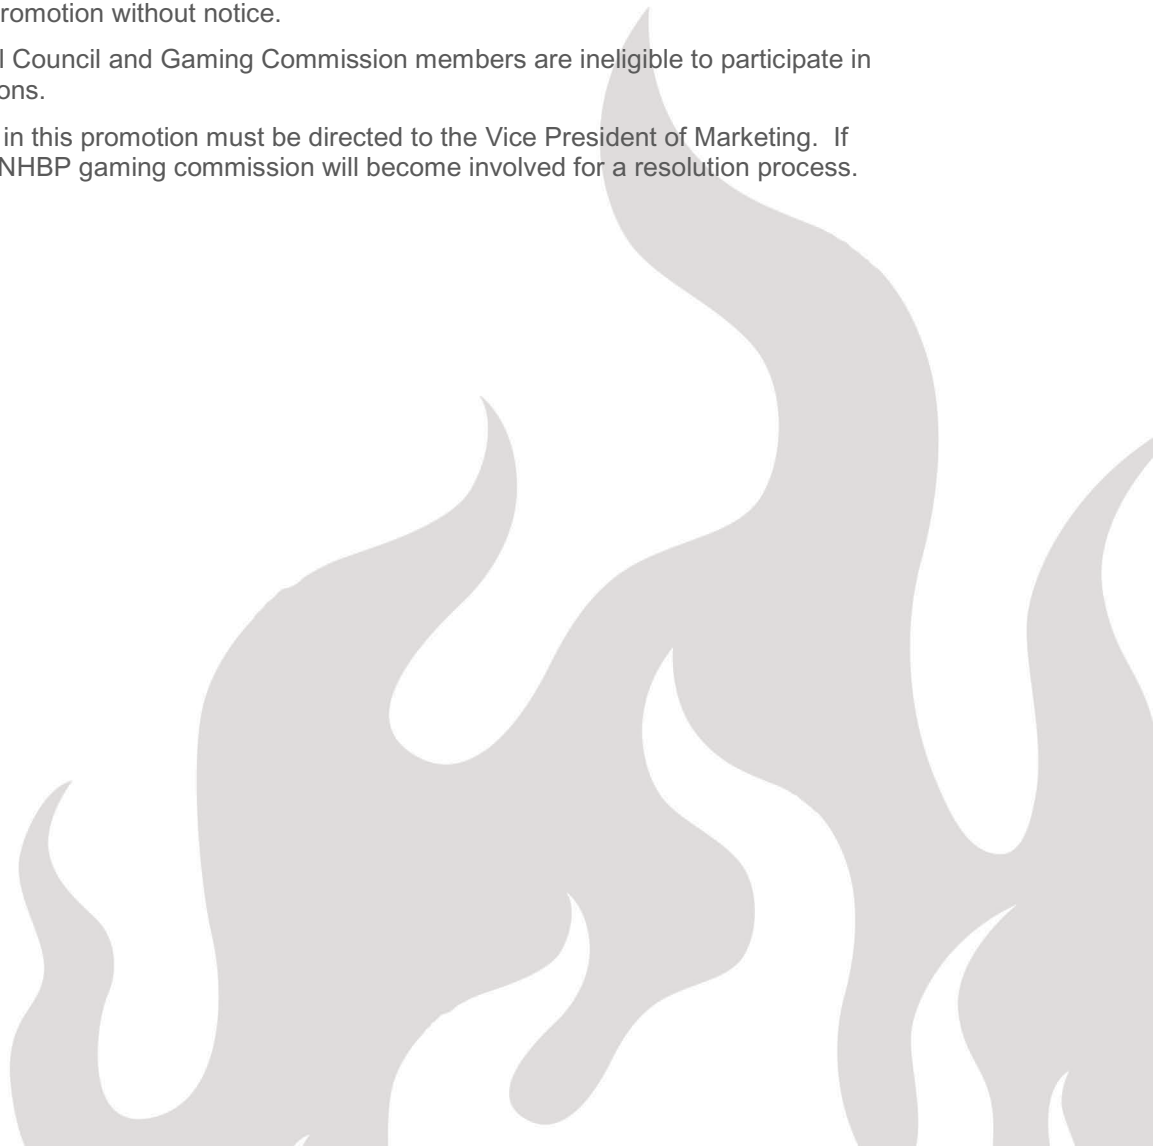 romotion without notice.
l Council and Gaming Commission members are ineligible to participate in
ons.
in this promotion must be directed to the Vice President of Marketing.  If
NHBP gaming commission will become involved for a resolution process.